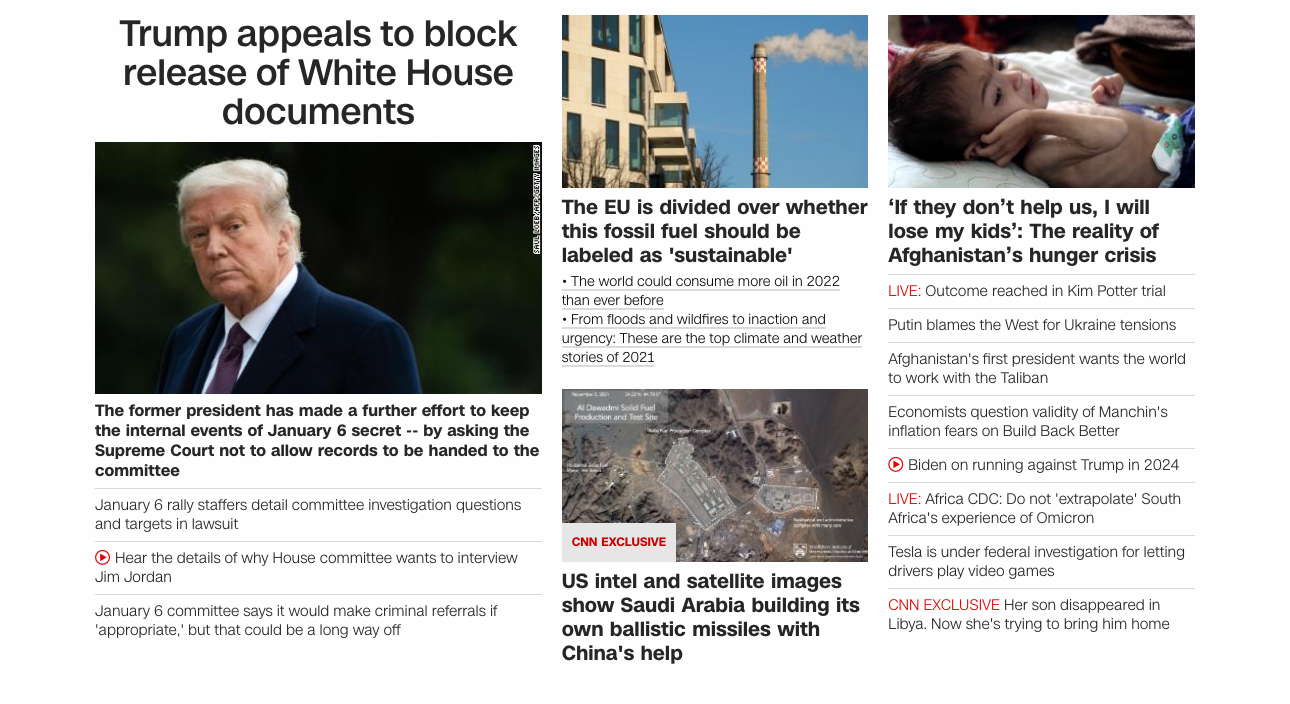 Trump appeals to block
release of White House
documents
SAUL LOEB/AFP/GETTY IMAGES
The former president has made a further effort to keep
the internal events of January 6 secret -- by asking the
Supreme Court not to allow records to be handed to the
committee
January 6 rally staffers detail committee investigation questions
and targets in lawsuit
Hear the details of why House committee wants to interview
Jim Jordan
January 6 committee says it would make criminal referrals if
'appropriate,' but that could be a long way off
The EU is divided over whether
this fossil fuel should be
labeled as 'sustainable'
• The world could consume more oil in 2022
than ever before
• From floods and wildfires to inaction and
urgency: These are the top climate and weather
stories of 2021
Al Dawadmi Solid Fuel
Production and Test Site
Solid Fuel Production Complex
Residential and administrative
CNN EXCLUSIVE
US intel and satellite images
show Saudi Arabia building its
own ballistic missiles with
China's help
‘If they don’t help us, I will
lose my kids’: The reality of
Afghanistan’s hunger crisis
LIVE: Outcome reached in Kim Potter trial
Putin blames the West for Ukraine tensions
Afghanistan's first president wants the world
to work with the Taliban
Economists question validity of Manchin's
inflation fears on Build Back Better
Biden on running against Trump in 2024
LIVE: Africa CDC: Do not 'extrapolate' South
Africa's experience of Omicron
Tesla is under federal investigation for letting
drivers play video games
CNN EXCLUSIVE Her son disappeared in
Libya. Now she's trying to bring him home